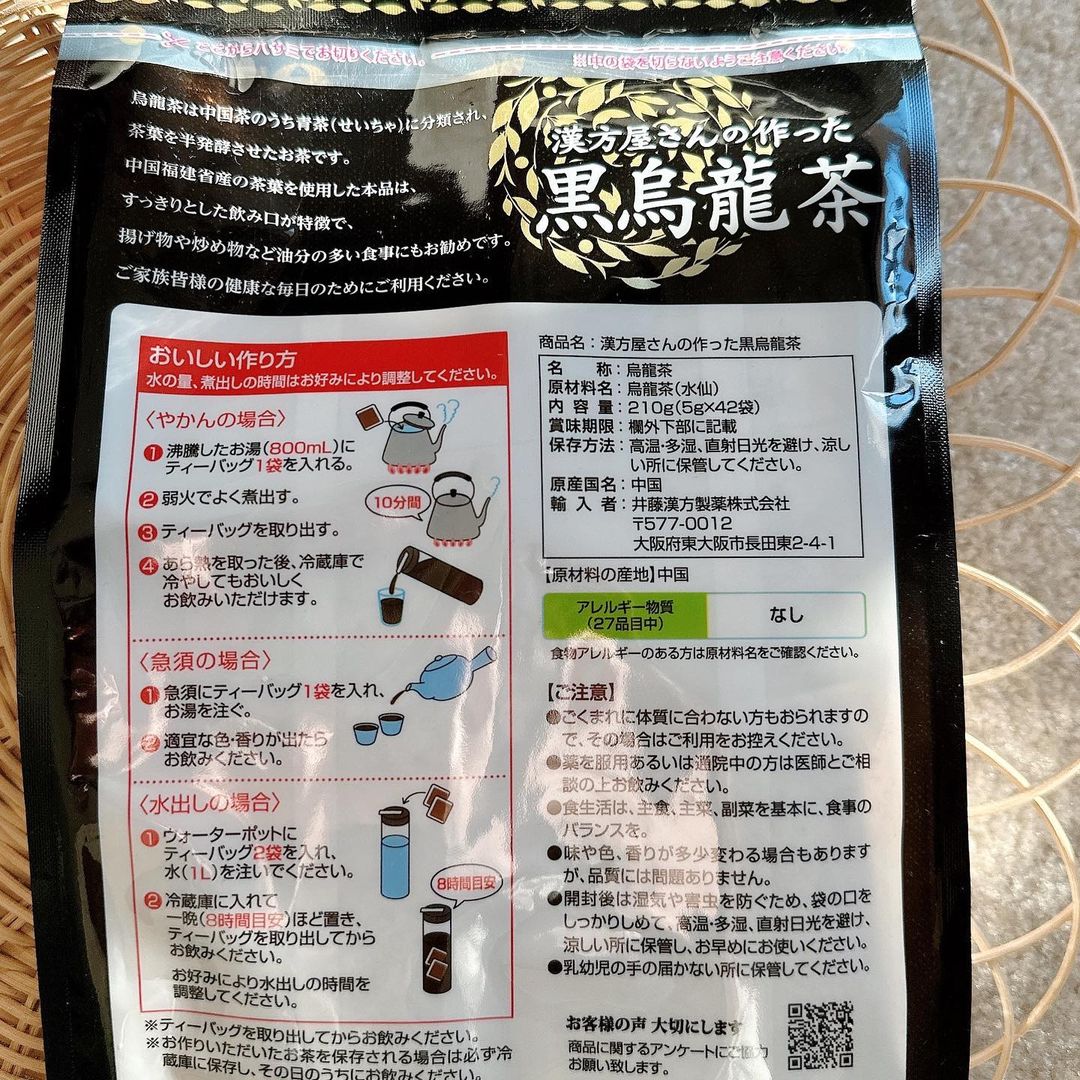 ここからハサミでお切りください。
※中の袋を切らないようご注意ください
烏龍茶は中国茶のうち青茶(せいちゃ)に分類され、
茶葉を半発酵させたお茶です。
中国福建省産の茶葉を使用した本品は、
すっきりとした飲み口が特徴で、
揚げ物や炒め物など油分の多い食事にもお勧めです。
ご家族皆様の健康な毎日のためにご利用ください。
漢方屋さんの作った
黒烏龍茶
おいしい作り方
水の量、煮出しの時間はお好みにより調整してください。
〈やかんの場合〉
1 沸騰したお湯(800mL)に
ティーバッグ1袋を入れる。
2 弱火でよく煮出す。
10分間
3 ティーバッグを取り出す。
4 あら熱を取った後、冷蔵庫で
冷やしてもおいしく
お飲みいただけます。
〈急須の場合〉
1 急須にティーバッグ1袋を入れ、
お湯を注ぐ。
2 適宜な色・香りが出たら
お飲みください。
〈水出しの場合〉
1 ウォーターポットに
ティーバッグ2袋を入れ、
水(1L)を注いでください。
8時間目安
2 冷蔵庫に入れて
一晩(8時間目安)ほど置き、
ティーバッグを取り出してから
お飲みください。
お好みにより水出しの時間を
調整してください。
※ティーバッグを取り出してからお飲みください。
※お作りいただいたお茶を保存される場合は必ず冷
蔵庫に保存し、その日のうちにお飲みください。
商品名:漢方屋さんの作った黒烏龍茶
名称:烏龍茶
原材料名:烏龍茶(水仙)
内容量:210g(5g×42袋)
賞味期限:欄外下部に記載
保存方法:高温・多湿、直射日光を避け、涼し
い所に保管してください。
原産国名:中国
輸入者:井藤漢方製薬株式会社
〒577-0012
大阪府東大阪市長田東2-4-1
【原材料の産地】中国
アレルギー物質
(27品目中)
なし
食物アレルギーのある方は原材料名をご確認ください。
【ご注意】
●ごくまれに体質に合わない方もおられますの
で、その場合はご利用をお控えください。
●薬を服用あるいは通院中の方は医師とご相
談の上お飲みください。
●食生活は、主食、主菜、副菜を基本に、食事の
バランスを。
●味や色、香りが多少変わる場合もあります
が、品質には問題ありません。
●開封後は湿気や害虫を防ぐため、袋の口を
しっかりしめて、高温・多湿、直射日光を避け、
涼しい所に保管し、お早めにお使いください。
●乳幼児の手の届かない所に保管してください。
お客様の声 大切にします
商品に関するアンケートにご協力
お願い致します。